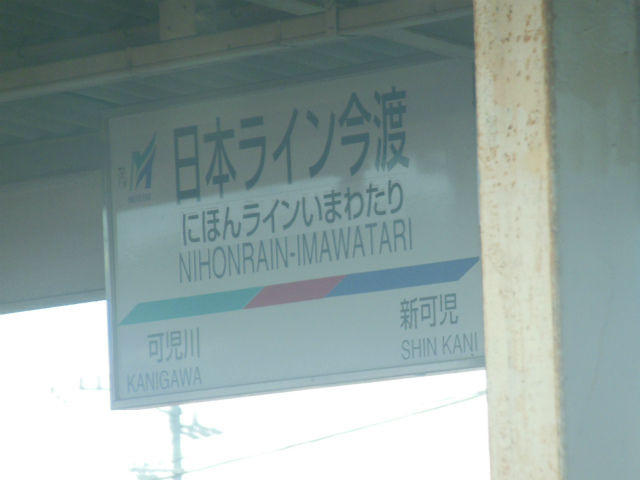 日本ライン今渡
にほんラインいまわたり
NIHONRAIN-IMAWATARI
可児川
KANIGAWA
新可児
SHIN KANI